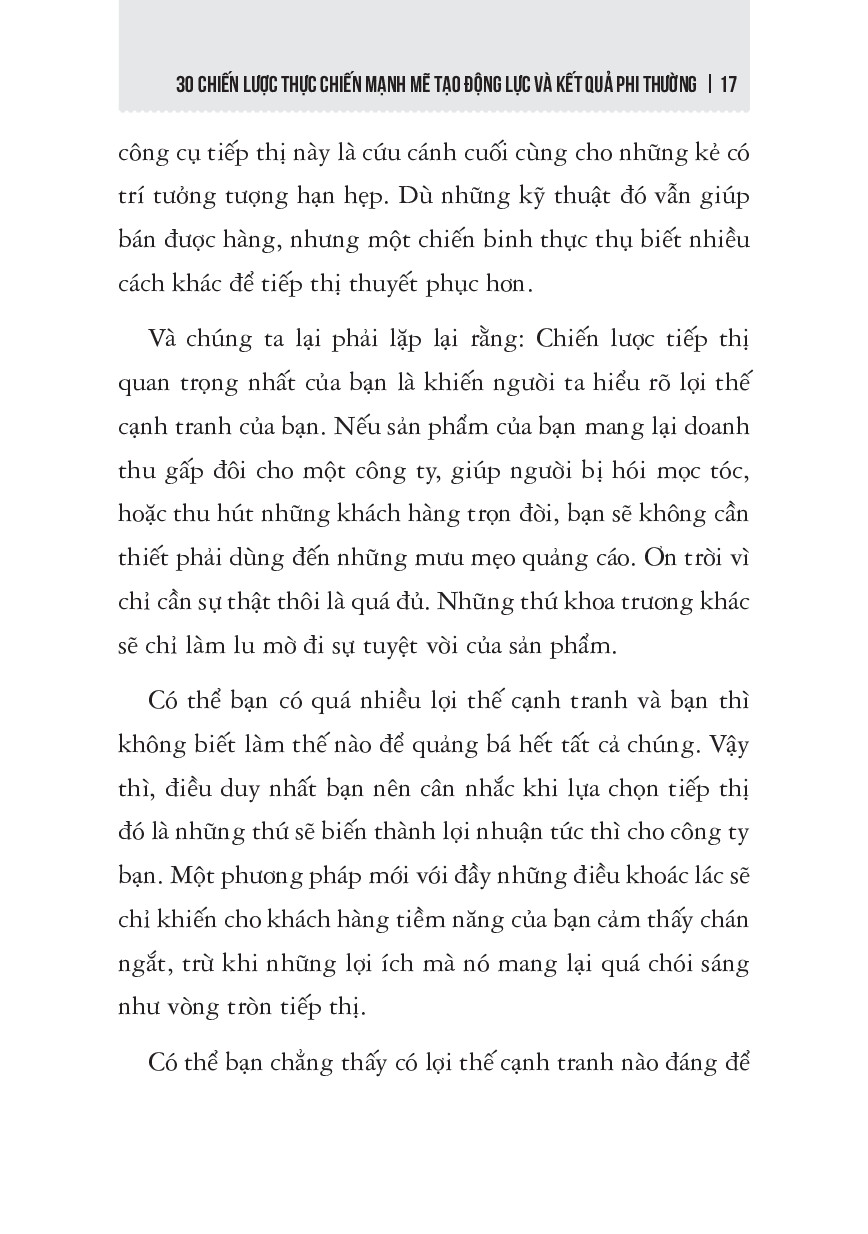 30 CHIẾN LƯỢC THỰC CHIẾN MẠNH MẼ TẠO ĐỘNG LỰC VÀ KẾT QUẢ PHI THƯỜNG | 17
công cụ tiếp thị này là cứu cánh cuối cùng cho những kẻ có
trí tưởng tượng hạn hẹp. Dù những kỹ thuật đó vẫn giúp
bán được hàng, nhưng một chiến binh thực thụ biết nhiều
cách khác để tiếp thị thuyết phục hơn.
Và chúng ta lại phải lặp lại rằng: Chiến lược tiếp thị
quan trọng nhất của bạn là khiến người ta hiểu rõ lợi thế
cạnh tranh của bạn. Nếu sản phẩm của bạn mang lại doanh
thu gấp đôi cho một công ty, giúp người bị hói mọc tóc,
hoặc thu hút những khách hàng trọn đời, bạn sẽ không cần
thiết phải dùng đến những mưu mẹo quảng cáo. Ơn trời vì
chỉ cần sự thật thôi là quá đủ. Những thứ khoa trương khác
sẽ chỉ làm lu mờ đi sự tuyệt vời của sản phẩm.
Có thể bạn có quá nhiều lợi thế cạnh tranh và bạn thì
không biết làm thế nào để quảng bá hết tất cả chúng. Vậy
thì, điều duy nhất bạn nên cân nhắc khi lựa chọn tiếp thị
đó là những thứ sẽ biến thành lợi nhuận tức thì cho công ty
bạn. Một phương pháp mới với đầy những điều khoác lác sẽ
chỉ khiến cho khách hàng tiềm năng của bạn cảm thấy chán
ngắt, trừ khi những lợi ích mà nó mang lại quá chói sáng
như vòng tròn tiếp thị.
Có thể bạn chẳng thấy có lợi thế cạnh tranh nào đáng để